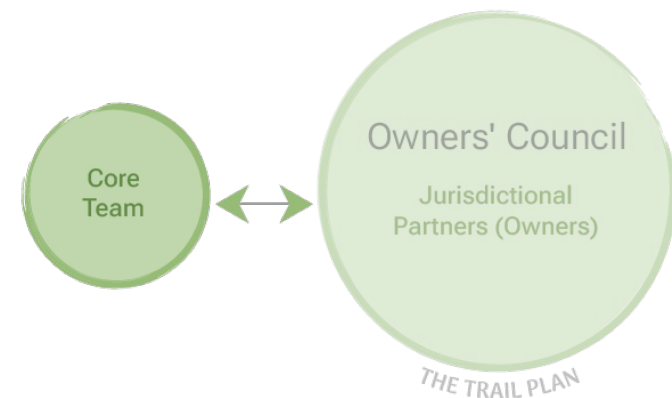 Core
Team
Owners' Council
Jurisdictional
Partners (Owners)
THE TRAIL PLAN